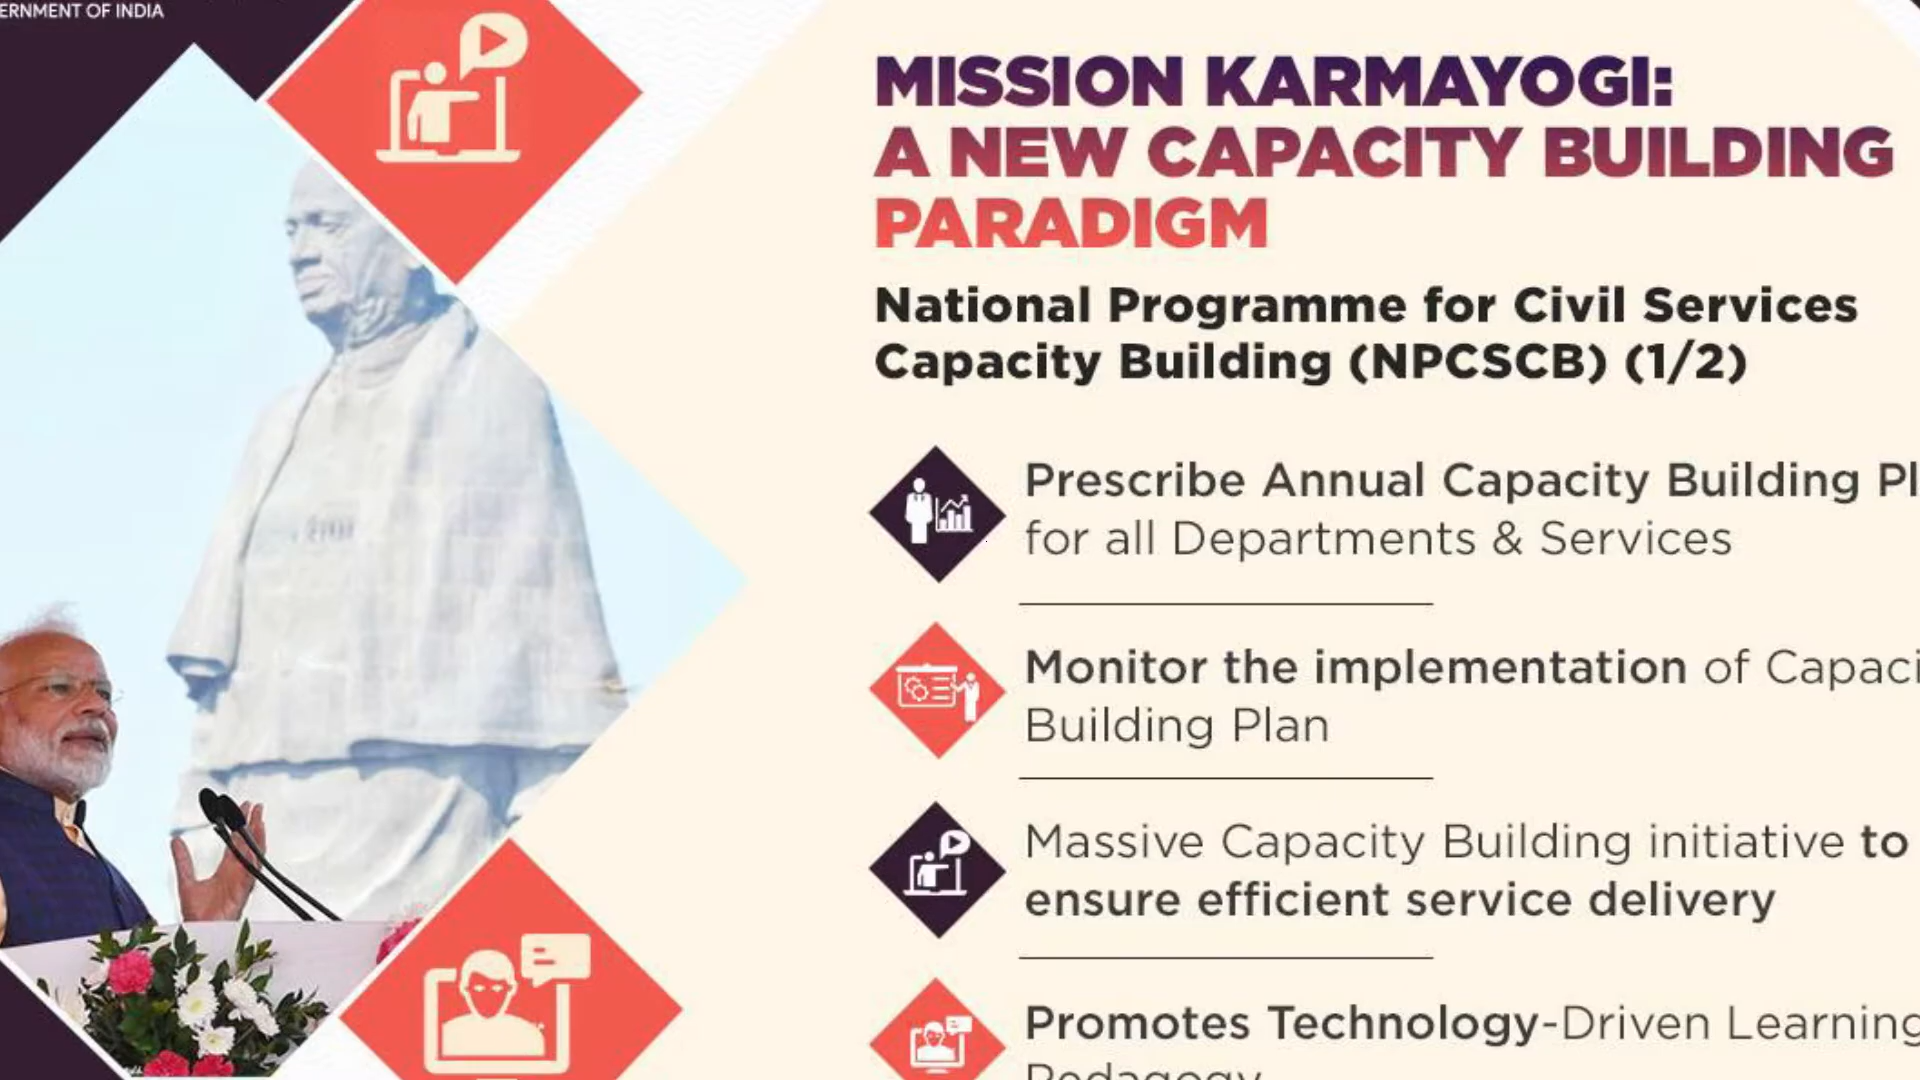 ERNMENT OF INDIA
MISSION KARMAYOGI:
A NEW CAPACITY BUILDING
PARADIGM
National Programme for Civil Services
Capacity Building (NPCSCB) (1/2)
Prescribe Annual Capacity Building Pl
for all Departments & Services
Monitor the implementation of Capaci
Building Plan
Massive Capacity Building initiative to
ensure efficient service delivery
Promotes Technology-Driven Learning
Pedagogy